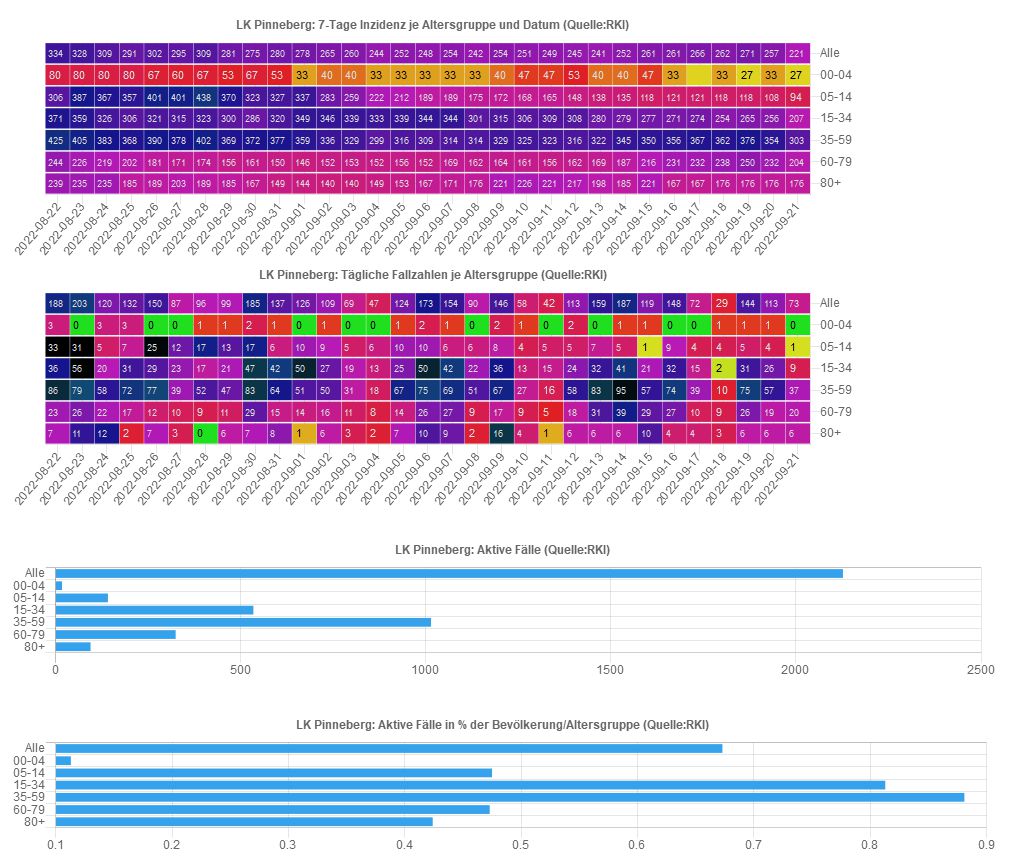 LK Pinneberg: 7-Tage Inzidenz je Altersgruppe und Datum (Quelle:RKI)
334 328 309 291 302 295 309 281 275 280 278 265 260 244 252 248 254 242 254 251 249 245 241 252 261 261 266 262 271 257 221 Alle
80 80 80 80 67 60 67 53 67 53 33 40 40 33 33 33 33 33 40 47 47 53 40 40 47 33 33 27 33 27 00-04
306 387 367 357 401 401 438 370 323 327 337 283 259 222 212 189 189 175 172 168 165 148 138 135 118 121 121 118 118 108 94 05-14
371 359 326 306 321 315 323 300 286 320 349 346 339 333 339 344 344 301 315 306 309 308 280 279 277 271 274 254 265 256 207 15-34
425 405 383 368 390 378 402 369 372 377 359 336 329 299 316 309 314 314 329 325 323 316 322 345 350 356 367 362 376 354 303 35-59
244 226 219 202 181 171 174 156 161 150 146 152 153 152 156 152 169 162 164 161 156 162 169 187 216 231 232 238 250 232 204 60-79
239 235 235 185 189 203 189 185 167 149 144 140 140 149 153 167 171 176 221 226 221 217 198 185 221 167 167 176 176 176 176 80+
2022-08-22 2022-08-23 2022-08-24 2022-08-25 2022-08-26 2022-08-27 2022-08-28 2022-08-29 2022-08-30 2022-08-31 2022-09-01 2022-09-02 2022-09-03 2022-09-04 2022-09-05 2022-09-06 2022-09-07 2022-09-08 2022-09-09 2022-09-10 2022-09-11 2022-09-12 2022-09-13 2022-09-14 2022-09-15 2022-09-16 2022-09-17 2022-09-18 2022-09-19 2022-09-20 2022-09-21
LK Pinneberg: Tägliche Fallzahlen je Altersgruppe (Quelle:RKI)
188 203 120 132 150 87 96 99 185 137 126 109 69 47 124 173 154 90 146 58 42 113 159 187 119 148 72 29 144 113 73 Alle
3 0 3 3 0 0 1 1 2 1 0 1 0 0 1 2 1 0 2 1 0 2 0 1 1 0 0 1 1 1 0 00-04
33 31 5 7 25 12 17 13 17 6 10 9 5 6 10 10 6 6 8 4 5 5 7 5 1 9 4 4 5 4 1 05-14
36 56 20 31 29 23 17 21 47 42 50 27 19 13 25 50 42 22 36 13 15 24 32 41 21 32 15 2 31 26 9 15-34
86 79 58 72 77 39 52 47 83 64 51 50 31 18 67 75 69 51 67 27 16 58 83 95 57 74 39 10 75 57 37 35-59
23 26 22 17 12 10 9 11 29 15 14 16 11 8 14 26 27 9 17 9 5 18 31 39 29 27 10 9 26 19 20 60-79
7 11 12 2 7 3 0 6 7 8 1 6 3 2 7 10 9 2 16 4 1 6 6 6 10 4 4 3 6 6 6 80+
2022-08-22 2022-08-23 2022-08-24 2022-08-25 2022-08-26 2022-08-27 2022-08-28 2022-08-29 2022-08-30 2022-08-31 2022-09-01 2022-09-02 2022-09-03 2022-09-04 2022-09-05 2022-09-06 2022-09-07 2022-09-08 2022-09-09 2022-09-10 2022-09-11 2022-09-12 2022-09-13 2022-09-14 2022-09-15 2022-09-16 2022-09-17 2022-09-18 2022-09-19 2022-09-20 2022-09-21
LK Pinneberg: Aktive Fälle (Quelle:RKI)
Alle
00-04
05-14
15-34
35-59
60-79
80+
0 500 1000 1500 2000 2500
LK Pinneberg: Aktive Fälle in % der Bevölkerung/Altersgruppe (Quelle:RKI)
Alle
00-04
05-14
15-34
35-59
60-79
80+
0.1 0.2 0.3 0.4 0.5 0.6 0.7 0.8 0.9